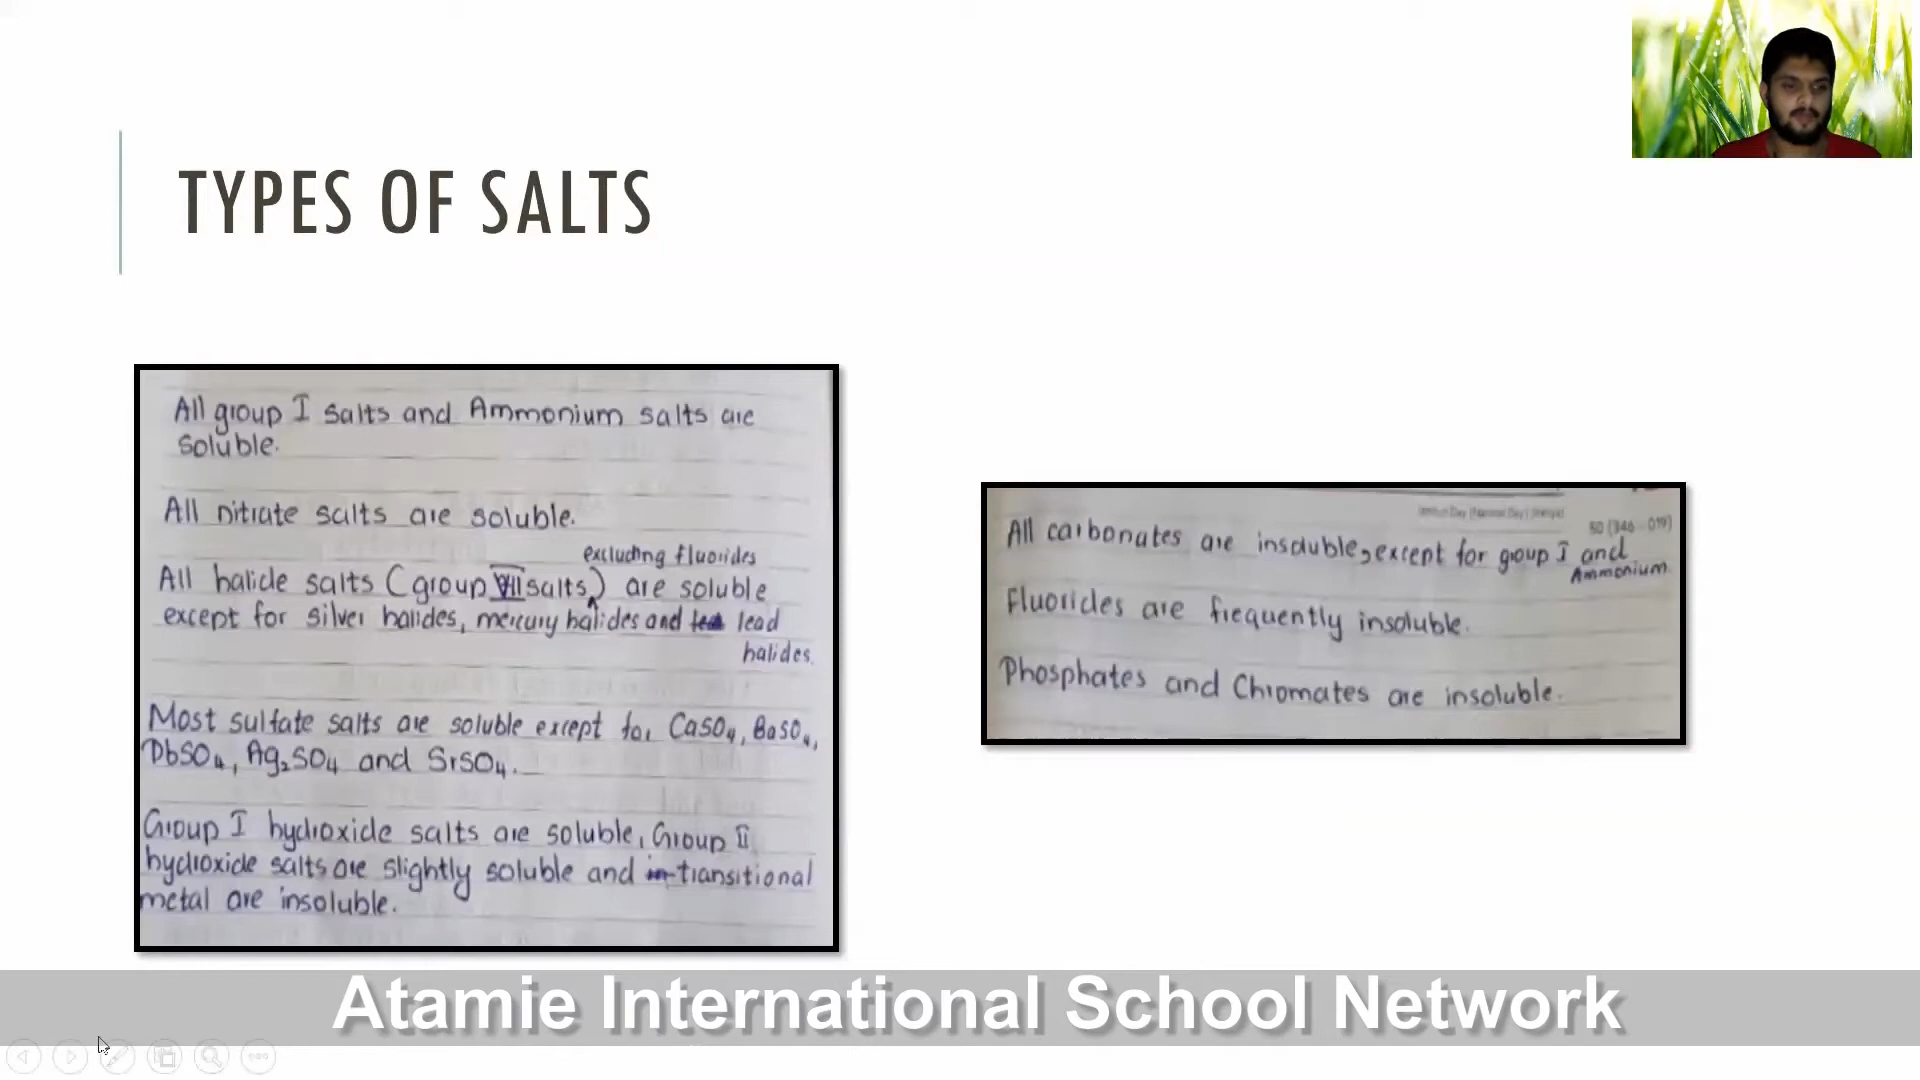 TYPES OF SALTS
All group I salts and Ammonium salts are
soluble.
All nitrate salts are soluble.
excluding fluorides
All halide salts (group VII salts) are soluble
except for silver halides, mercury halides and lead
halides.
Most sulfate salts are soluble except for CaSO4, BaSO4,
PbSO4, Ag2SO4 and SrSO4.
Group I hydroxide salts are soluble, Group II
hydroxide salts are slightly soluble and transitional
metal are insoluble.
50 (346 - 019)
All carbonates are insoluble, except for group I and
Ammonium.
Fluorides are frequently insoluble.
Phosphates and Chromates are insoluble.
Atamie International School Network